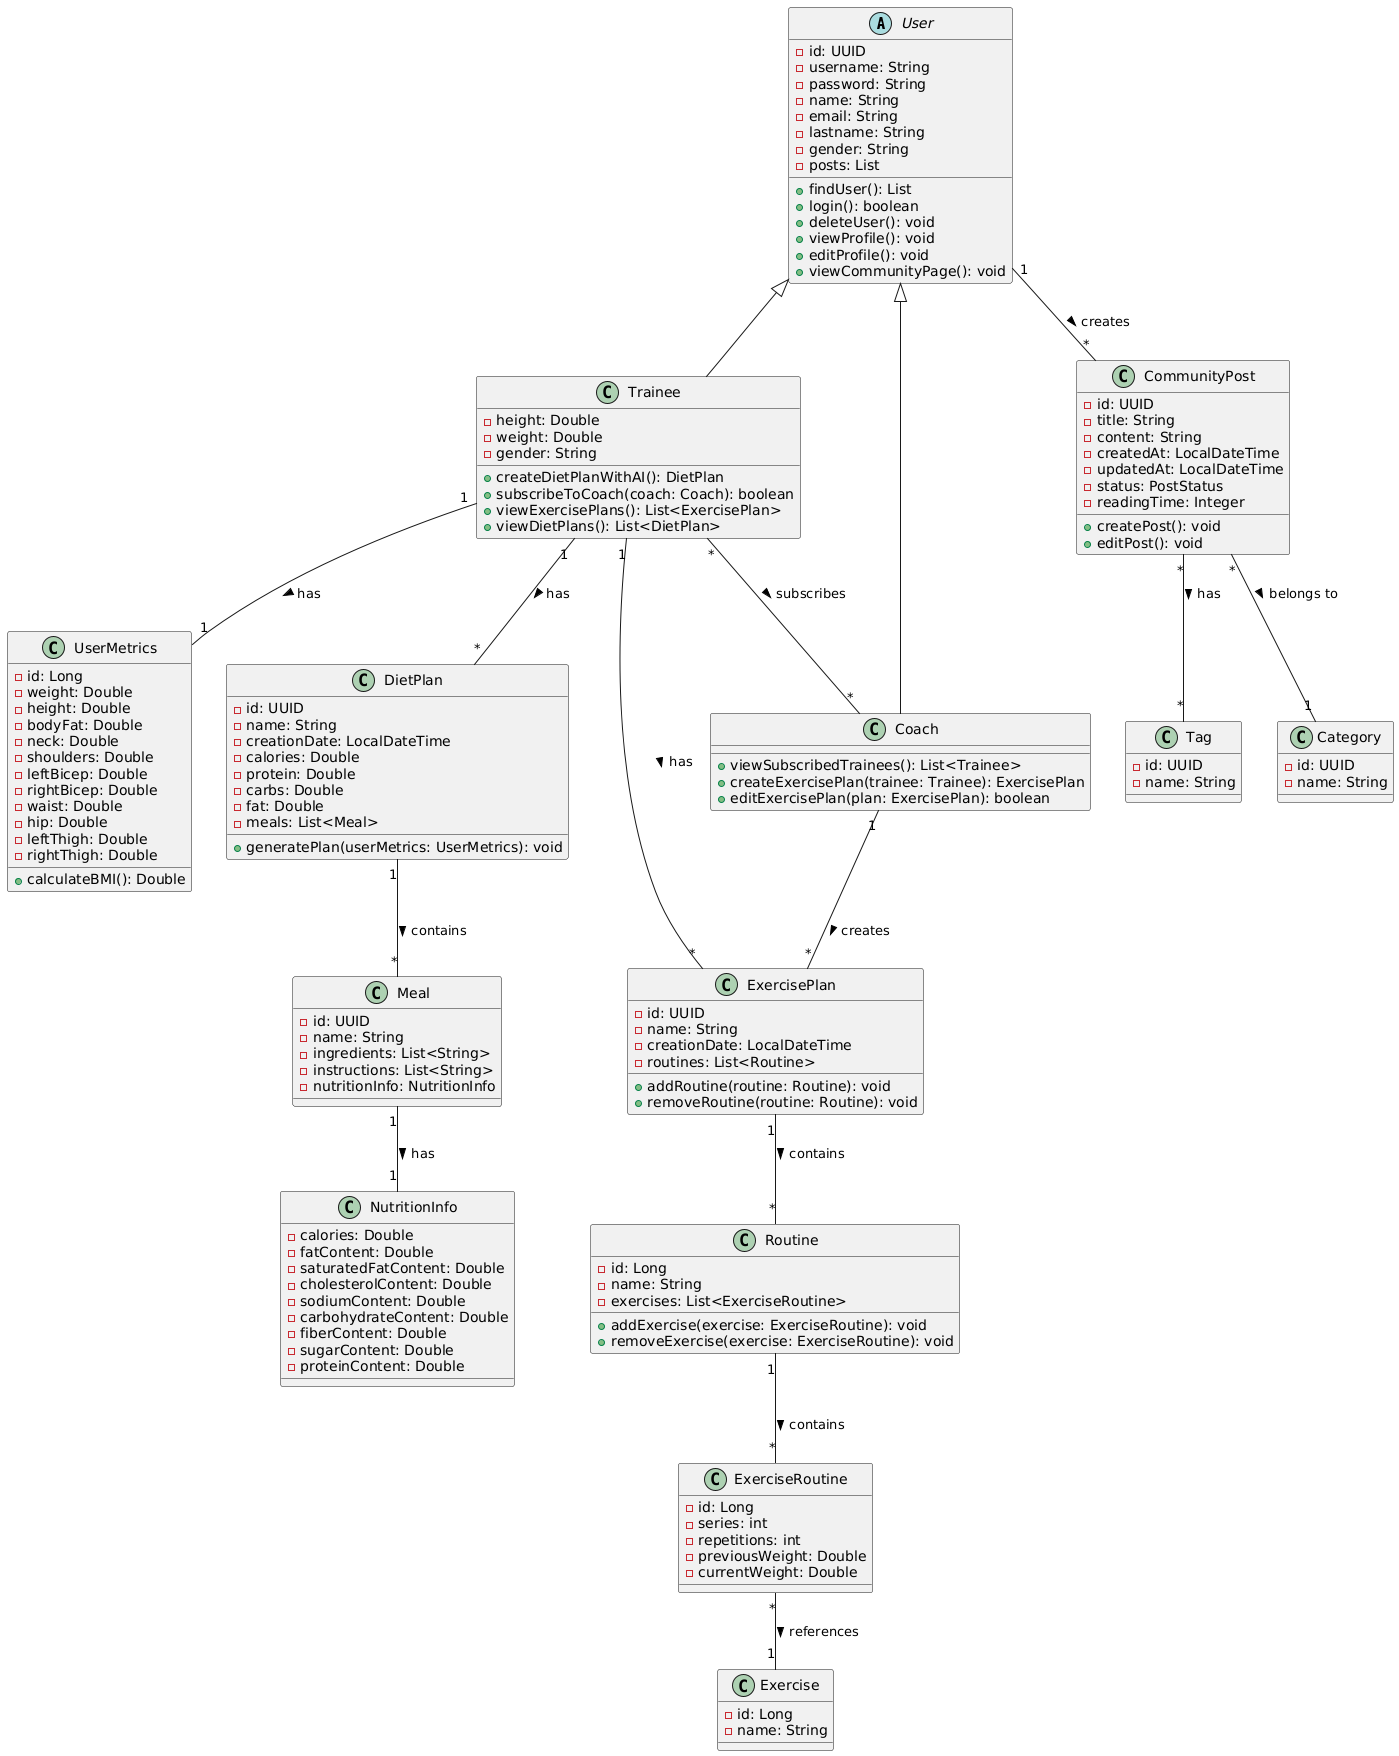 A User
id: UUID
username: String
password: String
name: String
email: String
lastname: String
gender: String
posts: List
findUser(): List
login(): boolean
deleteUser(): void
viewProfile(): void
editProfile(): void
viewCommunityPage(): void
1
creates
*
C Trainee
height: Double
weight: Double
gender: String
createDietPlanWithAI(): DietPlan
subscribeToCoach(coach: Coach): boolean
viewExercisePlans(): List<ExercisePlan>
viewDietPlans(): List<DietPlan>
C CommunityPost
id: UUID
title: String
content: String
createdAt: LocalDateTime
updatedAt: LocalDateTime
status: PostStatus
readingTime: Integer
createPost(): void
editPost(): void
1
1
1
*
*
*
has
has
subscribes
has
belongs to
1
*
*
*
1
has
C UserMetrics
id: Long
weight: Double
height: Double
bodyFat: Double
neck: Double
shoulders: Double
leftBicep: Double
rightBicep: Double
waist: Double
hip: Double
leftThigh: Double
rightThigh: Double
calculateBMI(): Double
C DietPlan
id: UUID
name: String
creationDate: LocalDateTime
calories: Double
protein: Double
carbs: Double
fat: Double
meals: List<Meal>
generatePlan(userMetrics: UserMetrics): void
C Coach
viewSubscribedTrainees(): List<Trainee>
createExercisePlan(trainee: Trainee): ExercisePlan
editExercisePlan(plan: ExercisePlan): boolean
C Tag
id: UUID
name: String
C Category
id: UUID
name: String
1
1
contains
creates
*
*
*
C Meal
id: UUID
name: String
ingredients: List<String>
instructions: List<String>
nutritionInfo: NutritionInfo
C ExercisePlan
id: UUID
name: String
creationDate: LocalDateTime
routines: List<Routine>
addRoutine(routine: Routine): void
removeRoutine(routine: Routine): void
1
1
has
contains
1
*
C NutritionInfo
calories: Double
fatContent: Double
saturatedFatContent: Double
cholesterolContent: Double
sodiumContent: Double
carbohydrateContent: Double
fiberContent: Double
sugarContent: Double
proteinContent: Double
C Routine
id: Long
name: String
exercises: List<ExerciseRoutine>
addExercise(exercise: ExerciseRoutine): void
removeExercise(exercise: ExerciseRoutine): void
1
contains
*
C ExerciseRoutine
id: Long
series: int
repetitions: int
previousWeight: Double
currentWeight: Double
*
references
1
C Exercise
id: Long
name: String